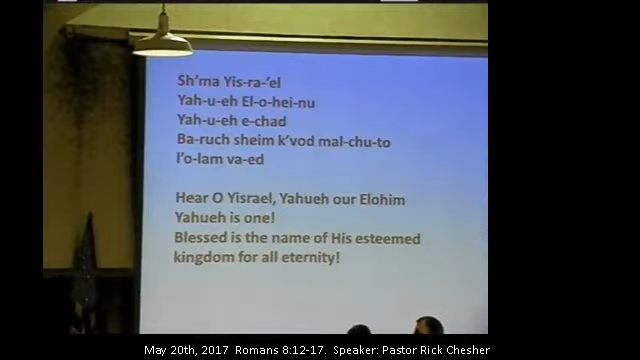 Sh'ma Yis-ra-'el
Yah-u-eh El-o-hei-nu
Yah-u-eh e-chad
Ba-ruch sheim k'vod mal-chu-to
l'o-lam va-ed
Hear O Yisrael, Yahueh our Elohim
Yahueh is one!
Blessed is the name of His esteemed
kingdom for all eternity!
May 20th, 2017 Romans 8:12-17. Speaker: Pastor Rick Chesher